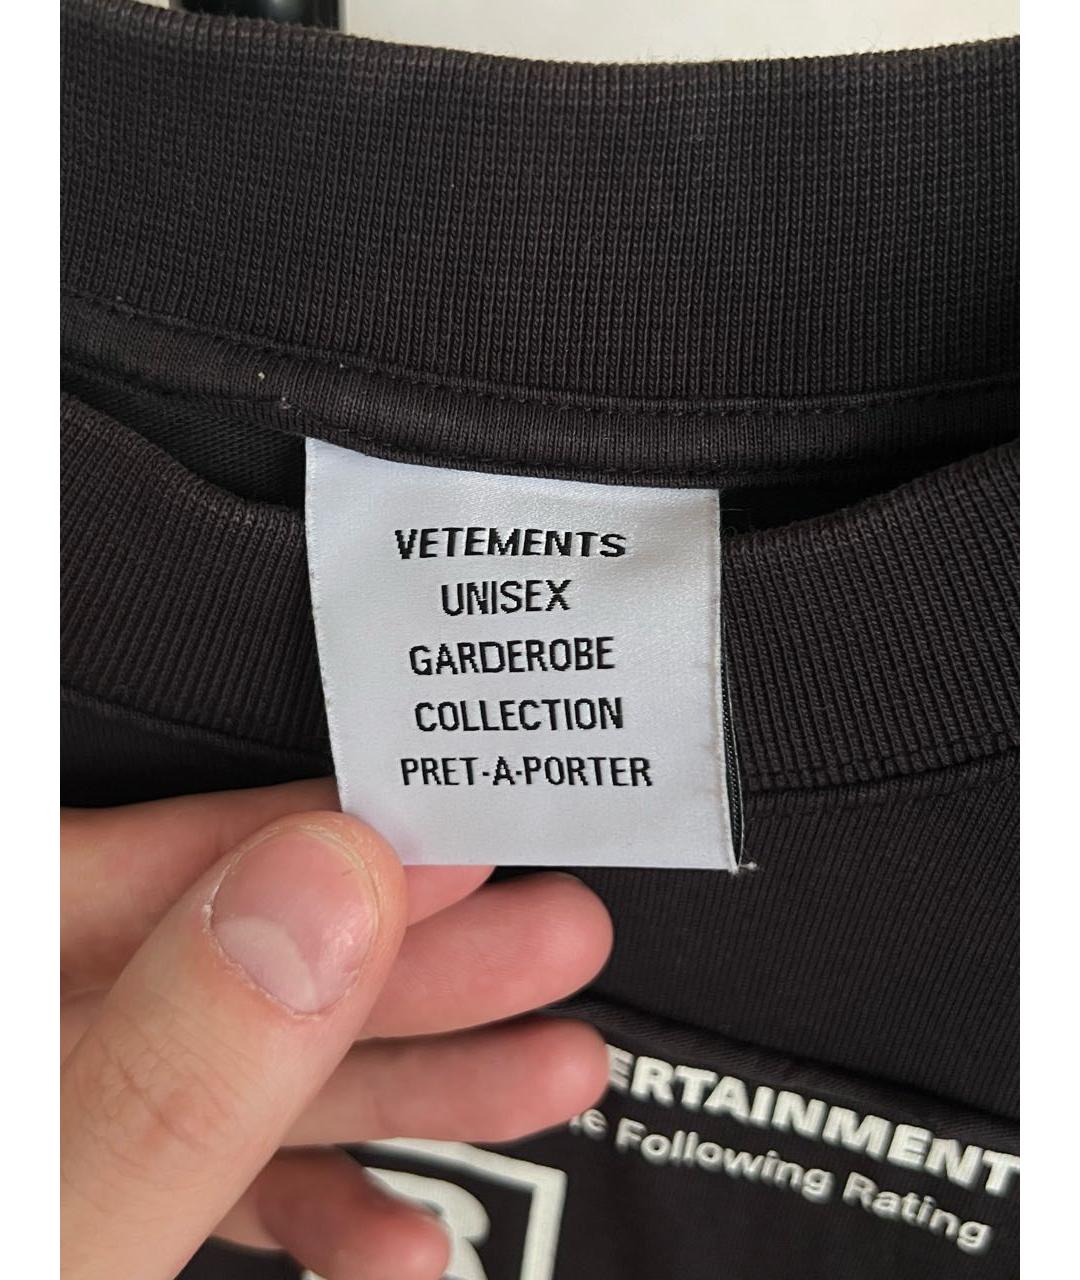 VETEMENTS
UNISEX
GARDEROBE
COLLECTION
PRET-A-PORTER
ERTAINMENT
Following Rating